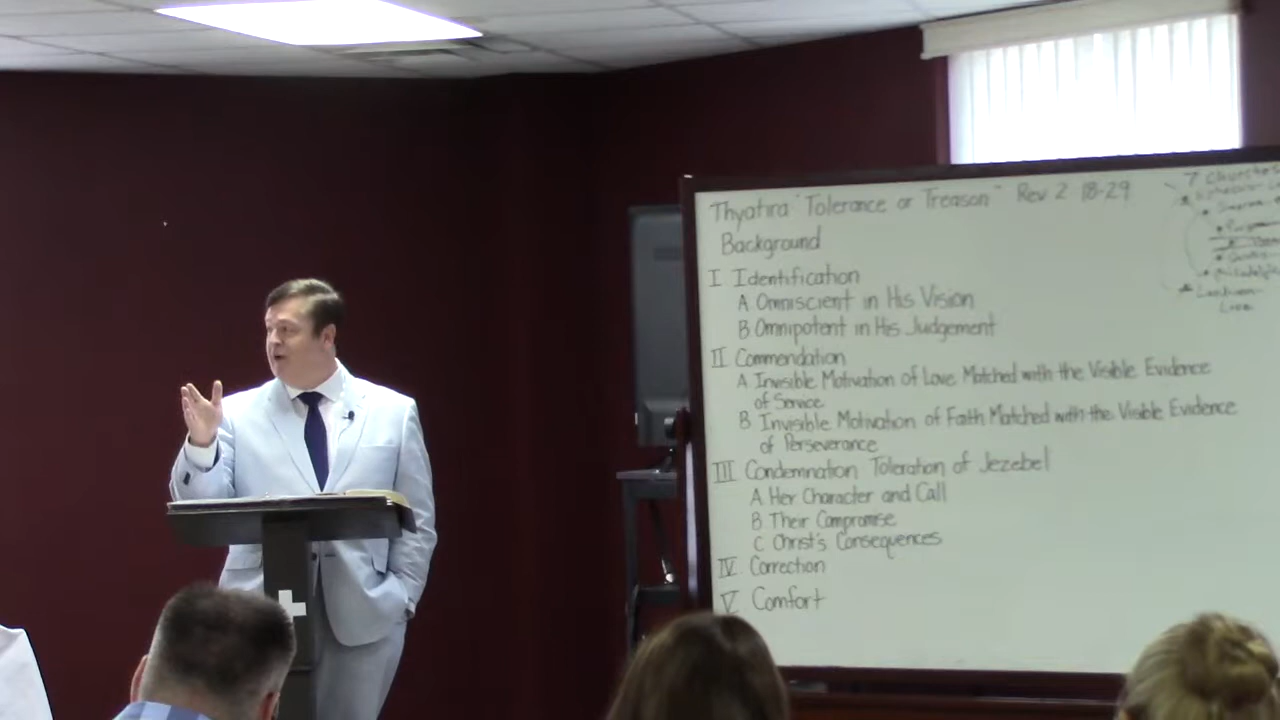 Thyatira "Tolerance or Treason" Rev 2 18-29
Background
I Identification
A Omniscient in His Vision
B. Omnipotent in His Judgement
II Commendation
A Invisible Motivation of Love Matched with the Visible Evidence
of Service
B Invisible Motivation of Faith Matched with the Visible Evidence
of Perseverance
III Condemnation Toleration of Jezebel
A. Her Character and Call
B Their Compromise
C Christ's Consequences
IV. Correction
V Comfort
7 Churches
Smyrna
Philadelphia